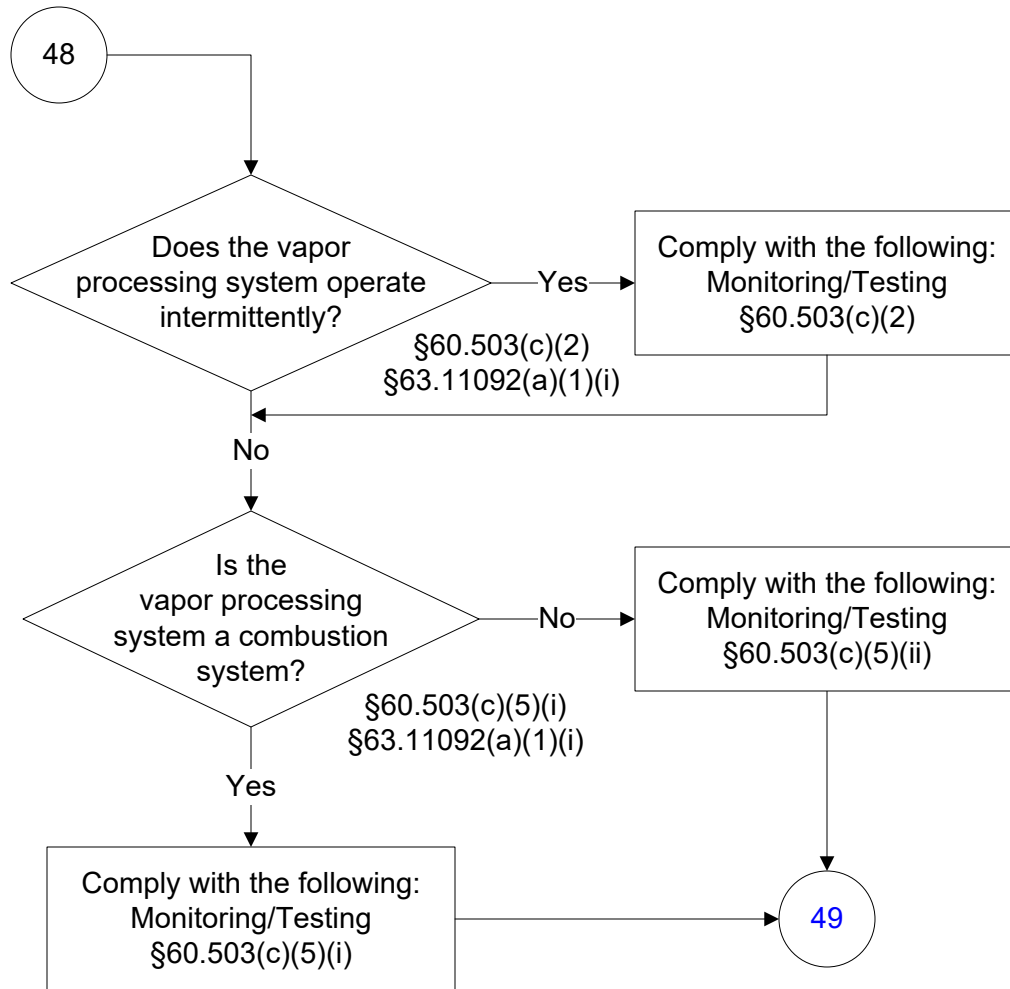 48
Does the vapor
processing system operate
intermittently?
Yes
Comply with the following:
Monitoring/Testing
§60.503(c)(2)
§60.503(c)(2)
§63.11092(a)(1)(i)
No
Is the
vapor processing
system a combustion
system?
No
Comply with the following:
Monitoring/Testing
§60.503(c)(5)(ii)
§60.503(c)(5)(i)
§63.11092(a)(1)(i)
Yes
Comply with the following:
Monitoring/Testing
§60.503(c)(5)(i)
49